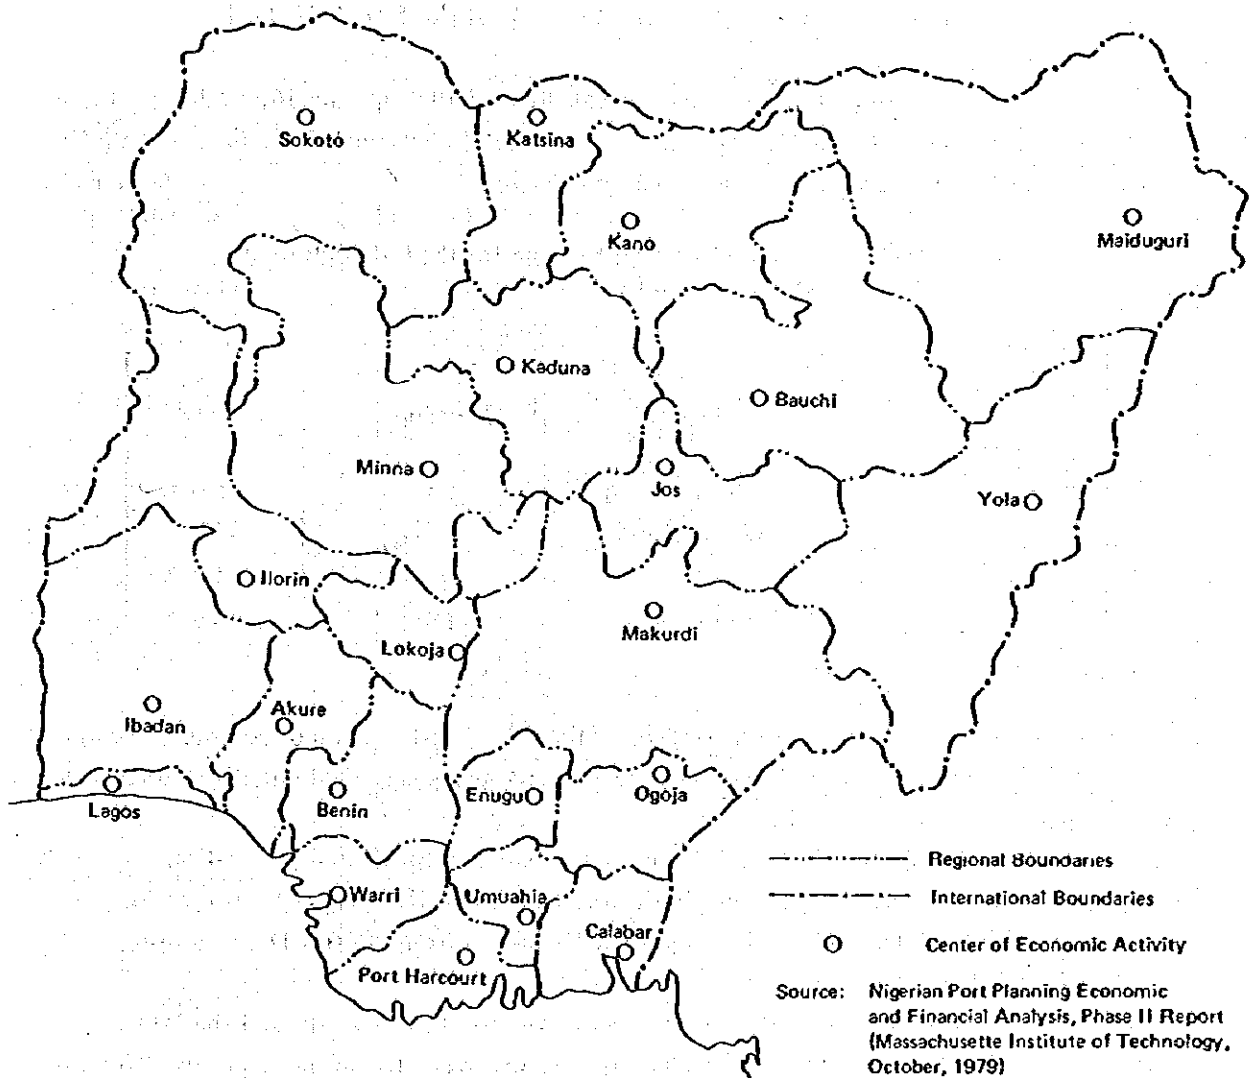 Sokoto
Katsina
Kano
Maiduguri
Kaduna
Bauchi
Minna
Jos
Yola
Ilorin
Makurdi
Lokoja
Ibadan
Akure
Lagos
Benin
Enugu
Ogoja
Warri
Umuahia
Calabar
Port Harcourt
Regional Boundaries
International Boundaries
Center of Economic Activity
Source: Nigerian Port Planning Economic
and Financial Analysis, Phase II Report
(Massachusette Institute of Technology,
October, 1979)